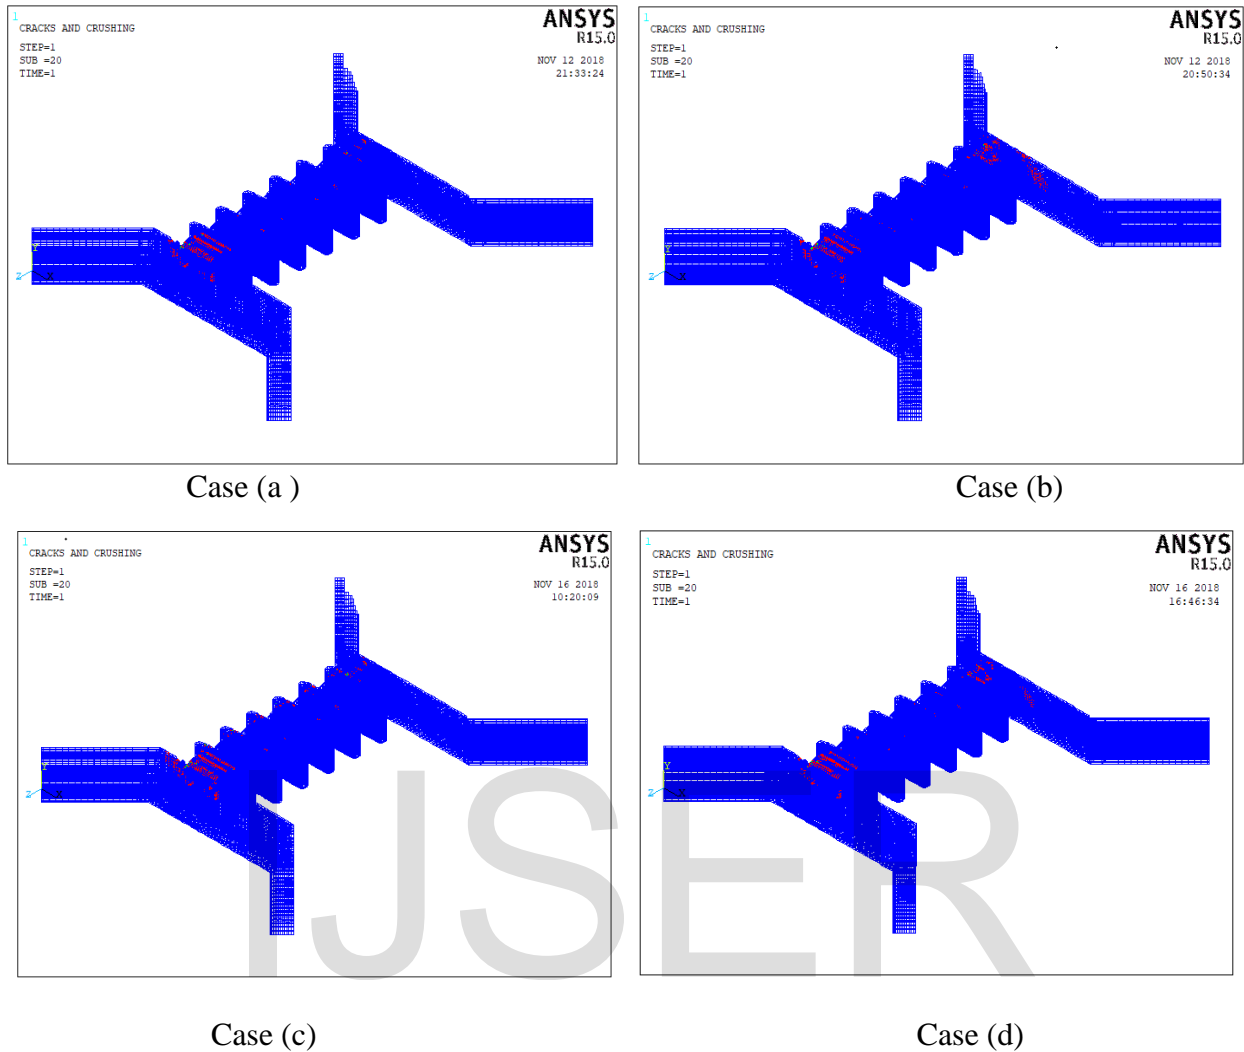 1
CRACKS AND CRUSHING
STEP=1
SUB =20
TIME=1
ANSYS
R15.0
NOV 12 2018
21:33:24
Y
Z X
Case (a )
1
CRACKS AND CRUSHING
STEP=1
SUB =20
TIME=1
ANSYS
R15.0
NOV 12 2018
20:50:34
Y
Z X
Case (b)
1
CRACKS AND CRUSHING
STEP=1
SUB =20
TIME=1
ANSYS
R15.0
NOV 16 2018
10:20:09
Y
Z X
Case (c)
1
CRACKS AND CRUSHING
STEP=1
SUB =20
TIME=1
ANSYS
R15.0
NOV 16 2018
16:46:34
Y
Z X
Case (d)
IJSER